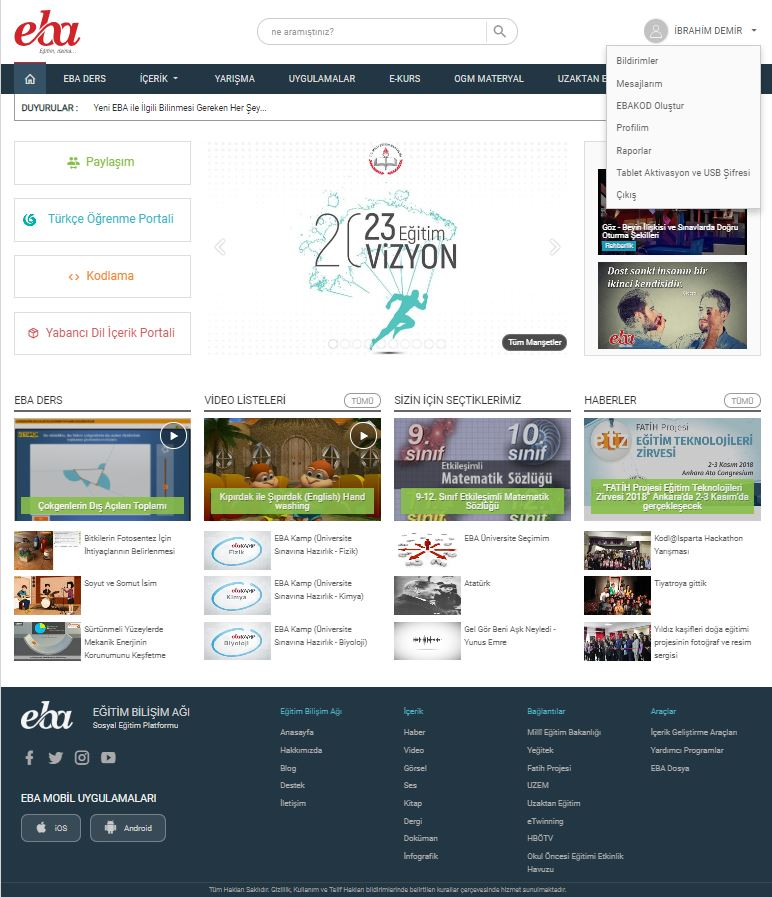 eba
Eğitim, daima...
ne aramıştınız?
İBRAHİM DEMİR
Bildirimler
Mesajlarım
EBAKOD Oluştur
Profilim
Raporlar
Tablet Aktivasyon ve USB Şifresi
Çıkış
EBA DERS
İÇERİK
YARIŞMA
UYGULAMALAR
E-KURS
OGM MATERYAL
UZAKTAN E
DUYURULAR :
Yeni EBA ile İlgili Bilinmesi Gereken Her Şey...
Paylaşım
Türkçe Öğrenme Portali
Kodlama
Yabancı Dil İçerik Portali
2023 Eğitim
VİZYON
Tüm Manşetler
Göz - Beyin İlişkisi ve Sınavlarda Doğru
Oturma Şekilleri
Rehberlik
Dost sanki insanın bir
ikinci kendisidir.
eba
EBA DERS
Çokgenlerin Dış Açıları Toplamı
Bitkilerin Fotosentez İçin
İhtiyaçlarının Belirlenmesi
Soyut ve Somut İsim
Sürtünmeli Yüzeylerde
Mekanik Enerjinin
Korunumunu Keşfetme
VİDEO LİSTELERİ
TÜMÜ
Kıpırdak ile Şıpırdak (English) Hand
washing
Fizik
EBA Kamp (Üniversite
Sınavına Hazırlık - Fizik)
Kimya
EBA Kamp (Üniversite
Sınavına Hazırlık - Kimya)
Biyoloji
EBA Kamp (Üniversite
Sınavına Hazırlık - Biyoloji)
SİZİN İÇİN SEÇTİKLERİMİZ
9. sınıf
10. sınıf
Etkileşimli
Matematik Sözlüğü
9-12. Sınıf Etkileşimli Matematik
Sözlüğü
EBA Üniversite Seçimim
Atatürk
Gel Gör Beni Aşk Neyledi -
Yunus Emre
HABERLER
TÜMÜ
FATİH Projesi
etz
EĞİTİM TEKNOLOJİLERİ
ZİRVESİ
2-3 Kasım 2018
Ankara Ato Congresium
"FATİH Projesi Eğitim Teknolojileri
Zirvesi 2018" Ankara'da 2-3 Kasım'da
gerçekleşecek
Kodl@Isparta Hackathon
Yarışması
Tiyatroya gittik
Yıldız kaşifleri doğa eğitimi
projesinin fotoğraf ve resim
sergisi
eba
EĞİTİM BİLİŞİM AĞI
Sosyal Eğitim Platformu
EBA MOBİL UYGULAMALARI
iOS
Android
Eğitim Bilişim Ağı
Anasayfa
Hakkımızda
Blog
Destek
İletişim
İçerik
Haber
Video
Görsel
Ses
Kitap
Dergi
Doküman
İnfografik
Bağlantılar
Millî Eğitim Bakanlığı
Yeğitek
Fatih Projesi
UZEM
Uzaktan Eğitim
eTwinning
HBÖTV
Okul Öncesi Eğitimi Etkinlik
Havuzu
Araçlar
İçerik Geliştirme Araçları
Yardımcı Programlar
EBA Dosya
Tüm Hakları Saklıdır. Gizlilik, Kullanım ve Telif Hakları bildirimlerinde belirtilen kurallar çerçevesinde hizmet sunulmaktadır.